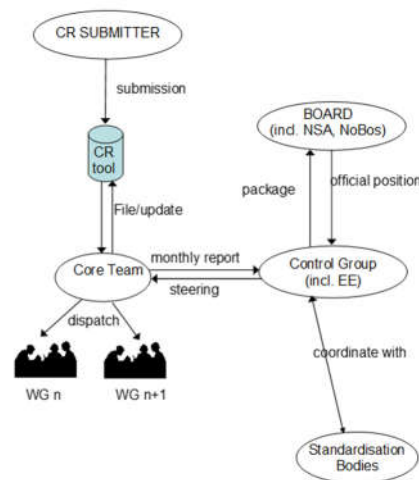 CR SUBMITTER
submission
CR
tool
File/update
BOARD
(incl. NSA, NoBos)
package
official position
Core Team
monthly report
steering
Control Group
(incl. EE)
dispatch
WG n
WG n+1
coordinate with
Standardisation
Bodies